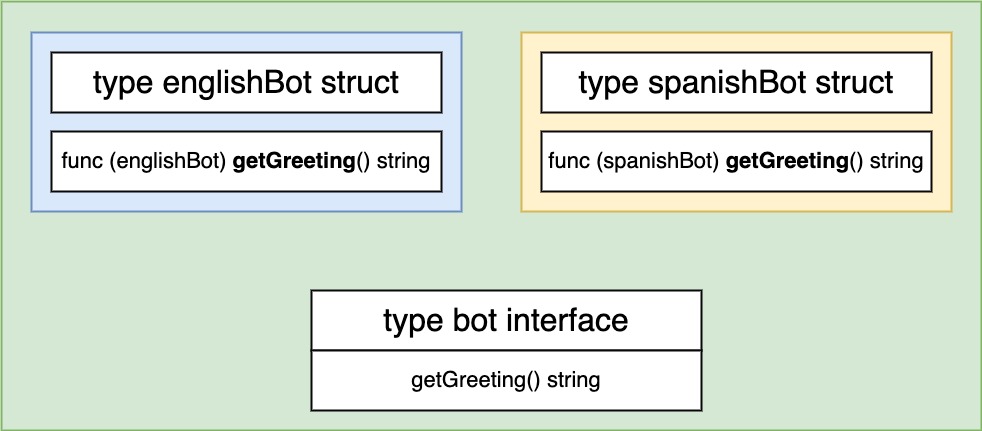 type englishBot struct
func (englishBot) getGreeting() string
type spanishBot struct
func (spanishBot) getGreeting() string
type bot interface
getGreeting() string